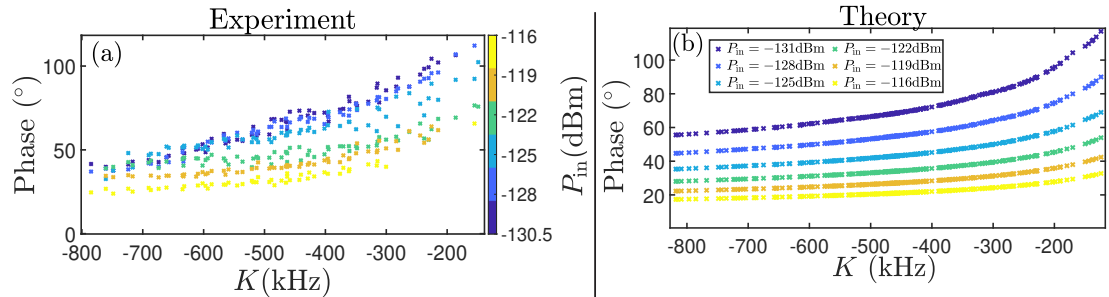 Experiment
(a)
Phase (°)
100
50
0
-800 -700 -600 -500 -400 -300 -200
K(kHz)
-116
-119
-122
-125
-128
-130.5
P_in(dBm)
Theory
(b)
P_in = −131dBm P_in = −122dBm
P_in = −128dBm P_in = −119dBm
P_in = −125dBm P_in = −116dBm
Phase (°)
100
80
60
40
20
-800 -700 -600 -500 -400 -300 -200
K (kHz)